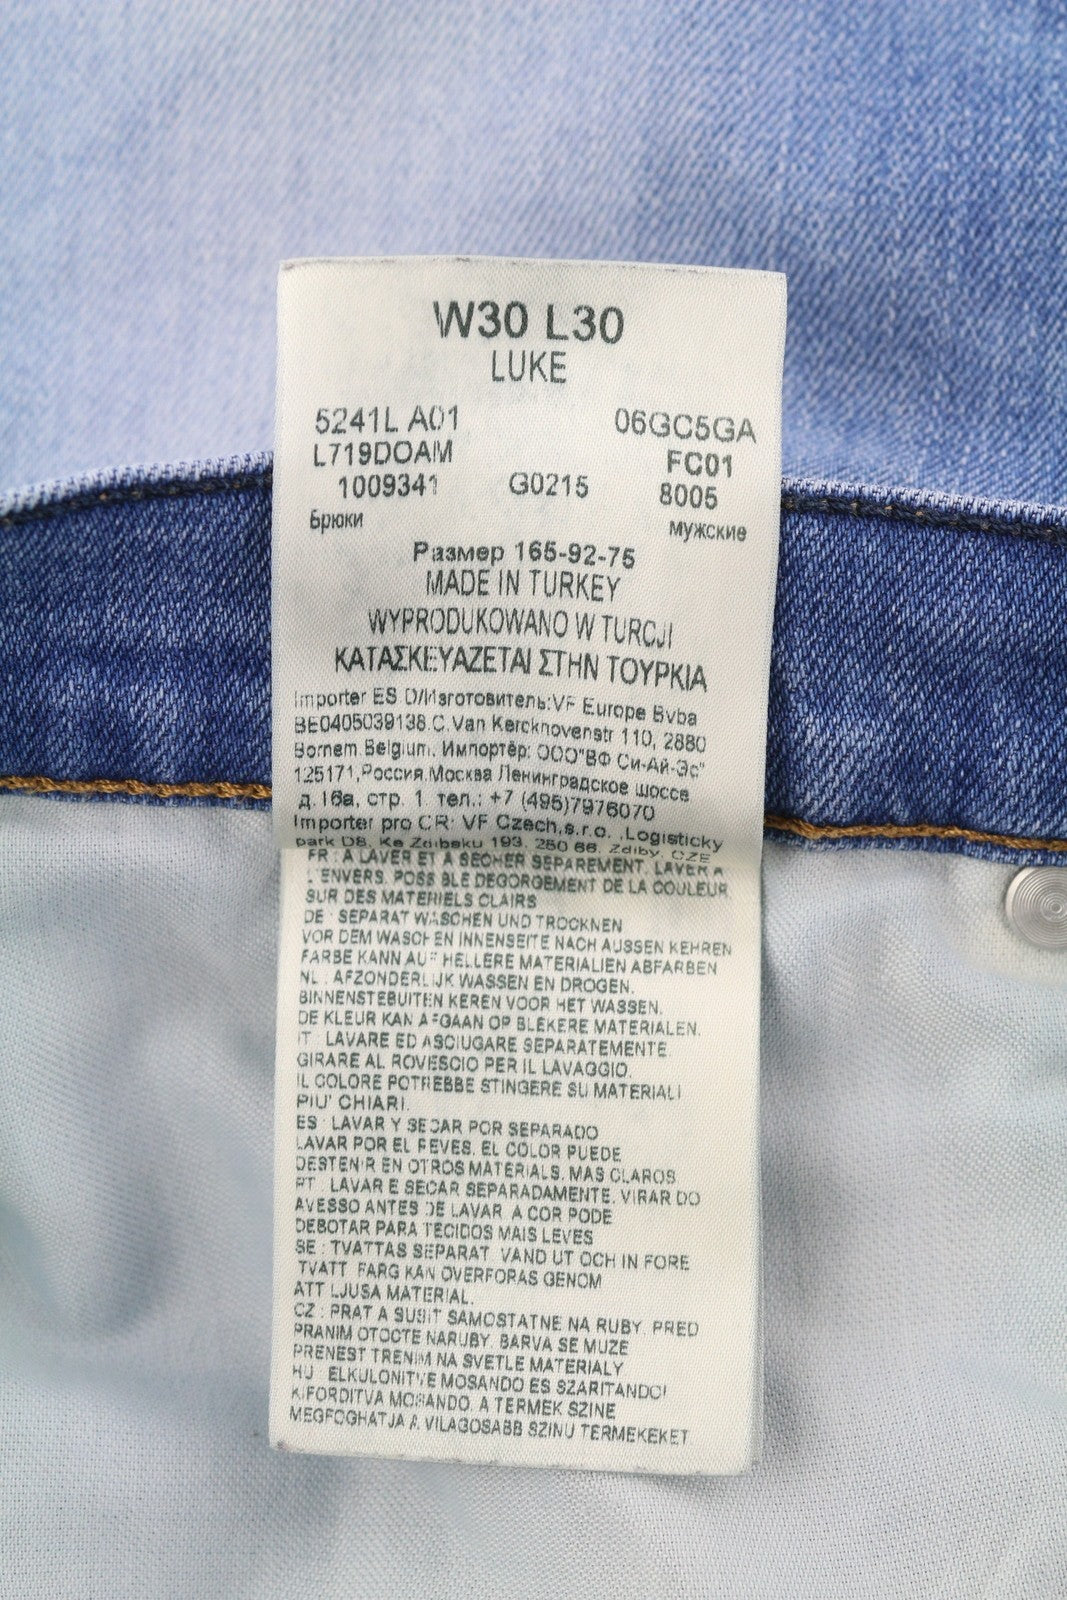 W30 L30
LUKE
5241L A01 06GC5GA
L719DOAM FC01
1009341 G0215 8005
Брюки мужские
Размер 165-92-75
MADE IN TURKEY
WYPRODUKOWANO W TURCJI
ΚΑΤΑΣΚΕΥΑΖΕΤΑΙ ΣΤΗΝ ΤΟΥΡΚΙΑ
Importer ES D/Изготовитель:VF Europe Bvba
BE0405039138.C.Van Kercknovenstr 110, 2880
Bornem.Belgium. Импортёр: ООО"ВФ Си-Ай-Эс"
125171,Россия.Москва Ленинградское шоссе
д.16а, стр. 1 тел.: +7 (495)7976070
Importer pro CR: VF Czech,s.r.o. .Logisticky
park D8, Ke Zdibsku 193, 250 66, Zdiby, CZE
FR : A LAVER ET A SECHER SEPAREMENT. LAVER A
L'ENVERS. POSSIBLE DEGORGEMENT DE LA COULEUR
SUR DES MATERIELS CLAIRS
DE : SEPARAT WASCHEN UND TROCKNEN
VOR DEM WASCHEN INNENSEITE NACH AUSSEN KEHREN
FARBE KANN AUF HELLERE MATERIALIEN ABFARBEN
NL : AFZONDERLIJK WASSEN EN DROGEN.
BINNENSTEBUITEN KEREN VOOR HET WASSEN.
DE KLEUR KAN AFGAAN OP BLEKERE MATERIALEN.
IT : LAVARE ED ASCIUGARE SEPARATEMENTE
GIRARE AL ROVESCIO PER IL LAVAGGIO.
IL COLORE POTREBBE STINGERE SU MATERIALI
PIU' CHIARI.
ES : LAVAR Y SECAR POR SEPARADO
LAVAR POR EL REVES. EL COLOR PUEDE
DESTENIR EN OTROS MATERIALS. MAS CLAROS
PT : LAVAR E SECAR SEPARADAMENTE. VIRAR DO
AVESSO ANTES DE LAVAR. A COR PODE
DEBOTAR PARA TECIDOS MAIS LEVES
SE : TVATTAS SEPARAT. VAND UT OCH IN FORE
TVATT. FARG KAN OVERFORAS GENOM
ATT LJUSA MATERIAL.
CZ : PRAT A SUSIT SAMOSTATNE NA RUBY. PRED
PRANIM OTOCTE NARUBY. BARVA SE MUZE
PRENEST TRENIM NA SVETLE MATERIALY
HU : ELKULONITVE MOSANDO ES SZARITANDO!
KIFORDITVA MOSANDO. A TERMEK SZINE
MEGFOGHATJA A VILAGOSABB SZINU TERMEKEKET